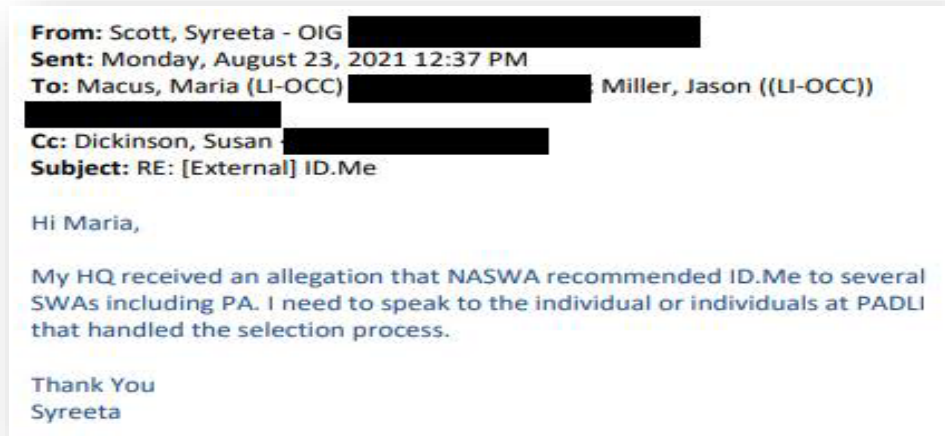 From: Scott, Syreeta - OIG
Sent: Monday, August 23, 2021 12:37 PM
To: Macus, Maria (LI-OCC) ; Miller, Jason ((LI-OCC))
Cc: Dickinson, Susan -
Subject: RE: [External] ID.Me
Hi Maria,
My HQ received an allegation that NASWA recommended ID.Me to several
SWAs including PA. I need to speak to the individual or individuals at PADLI
that handled the selection process.
Thank You
Syreeta